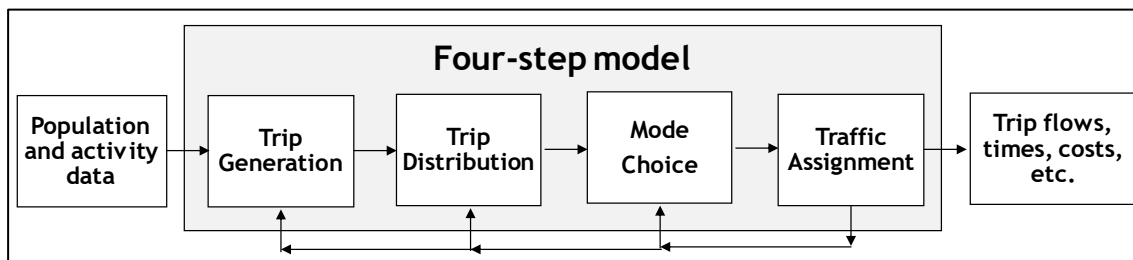 Four-step model
Population
and activity
data
Trip
Generation
Trip
Distribution
Mode
Choice
Traffic
Assignment
Trip flows,
times, costs,
etc.